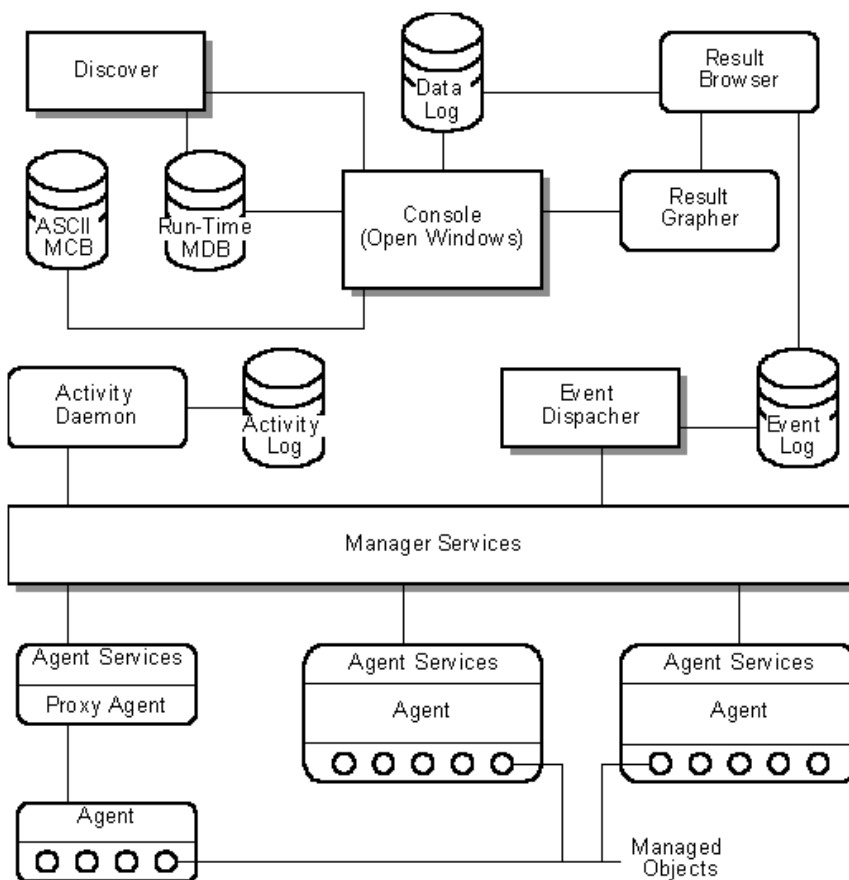 Discover
Data
Log
Result
Browser
ASCII
MCB
Run-Time
MDB
Console
(Open Windows)
Result
Grapher
Activity
Daemon
Activity
Log
Event
Dispacher
Event
Log
Manager Services
Agent Services
Proxy Agent
Agent Services
Agent
Agent Services
Agent
Agent
Managed
Objects